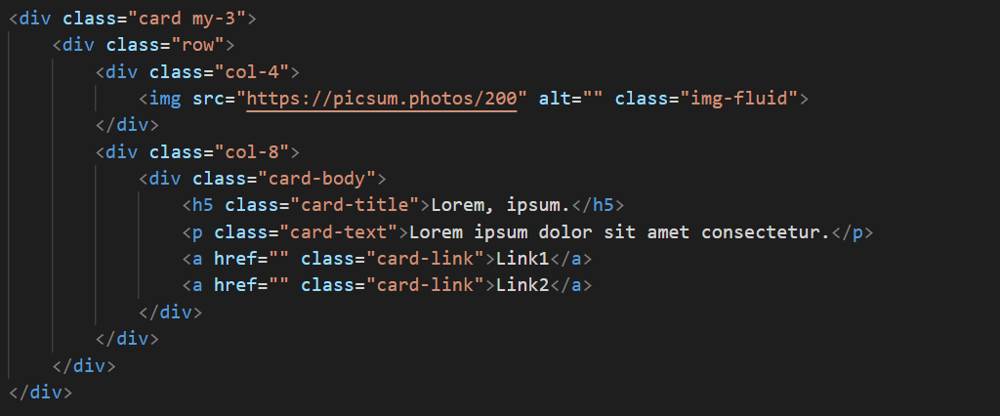 <div class="card my-3">
    <div class="row">
        <div class="col-4">
            <img src="https://picsum.photos/200" alt="" class="img-fluid">
        </div>
        <div class="col-8">
            <div class="card-body">
                <h5 class="card-title">Lorem, ipsum.</h5>
                <p class="card-text">Lorem ipsum dolor sit amet consectetur.</p>
                <a href="" class="card-link">Link1</a>
                <a href="" class="card-link">Link2</a>
            </div>
        </div>
    </div>
</div>